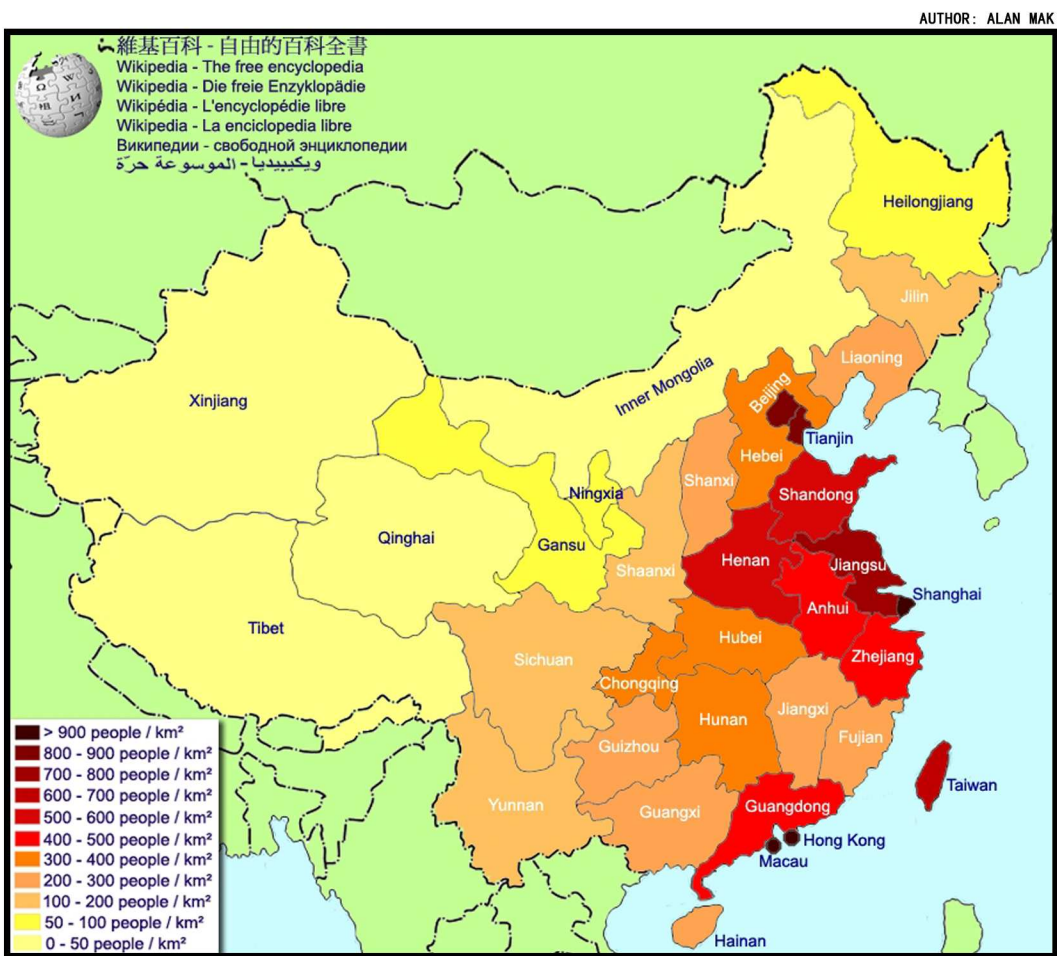 AUTHOR: ALAN MAK
維基百科 - 自由的百科全書
Wikipedia - The free encyclopedia
Wikipedia - Die freie Enzyklopädie
Wikipédia - L'encyclopédie libre
Wikipedia - La enciclopedia libre
Википедии - свободной энциклопедии
ويكيبيديا - الموسوعة حرّة
Heilongjiang
Jilin
Liaoning
Inner Mongolia
Beijing
Xinjiang
Tianjin
Hebei
Shanxi
Shandong
Ningxia
Qinghai
Gansu
Henan
Jiangsu
Shaanxi
Shanghai
Anhui
Tibet
Hubei
Sichuan
Zhejiang
Chongqing
Hunan
Jiangxi
Guizhou
Fujian
Taiwan
Yunnan
Guangxi
Guangdong
Hong Kong
Macau
Hainan
> 900 people / km²
800 - 900 people / km²
700 - 800 people / km²
600 - 700 people / km²
500 - 600 people / km²
400 - 500 people / km²
300 - 400 people / km²
200 - 300 people / km²
100 - 200 people / km²
50 - 100 people / km²
0 - 50 people / km²